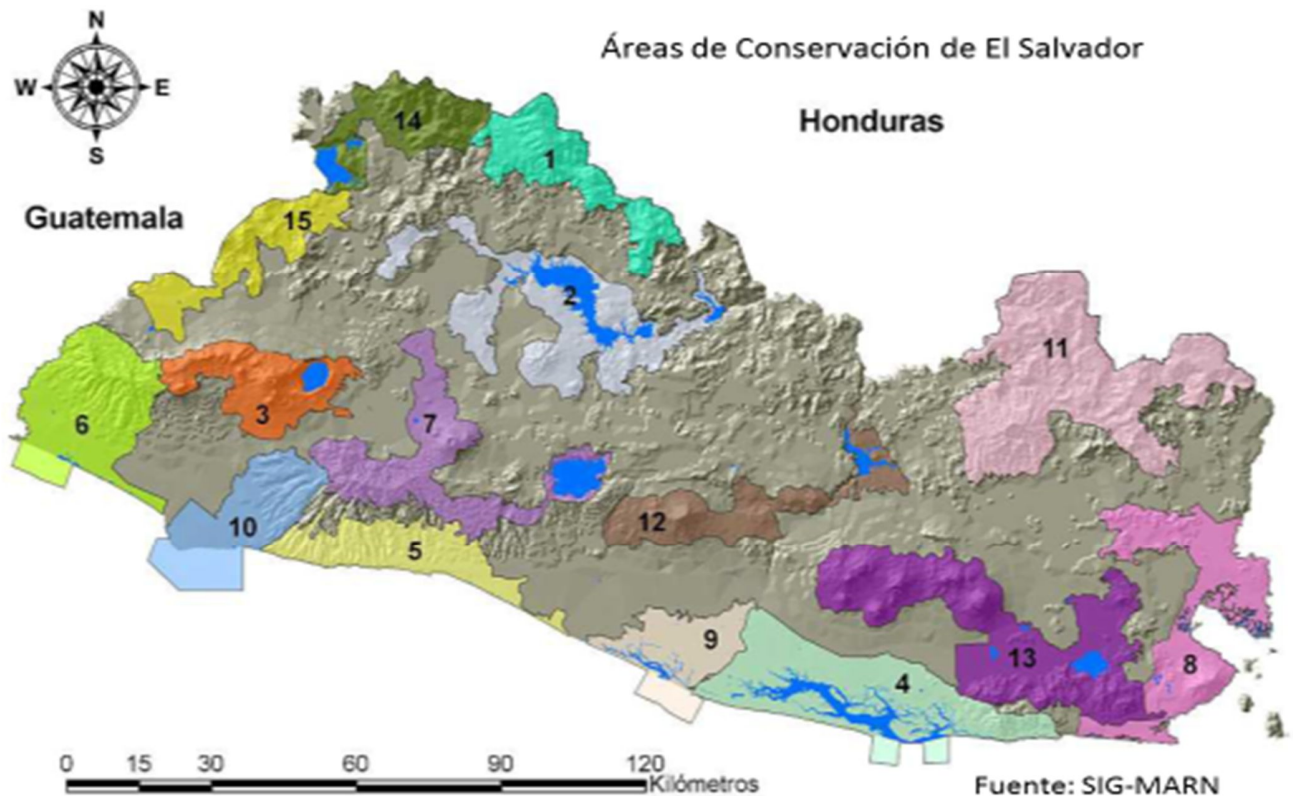 Áreas de Conservación de El Salvador
N
W E
S
Honduras
Guatemala
14
1
15
2
11
6
3
7
12
10
5
9
13
8
4
0 15 30 60 90 120
Kilómetros
Fuente: SIG-MARN